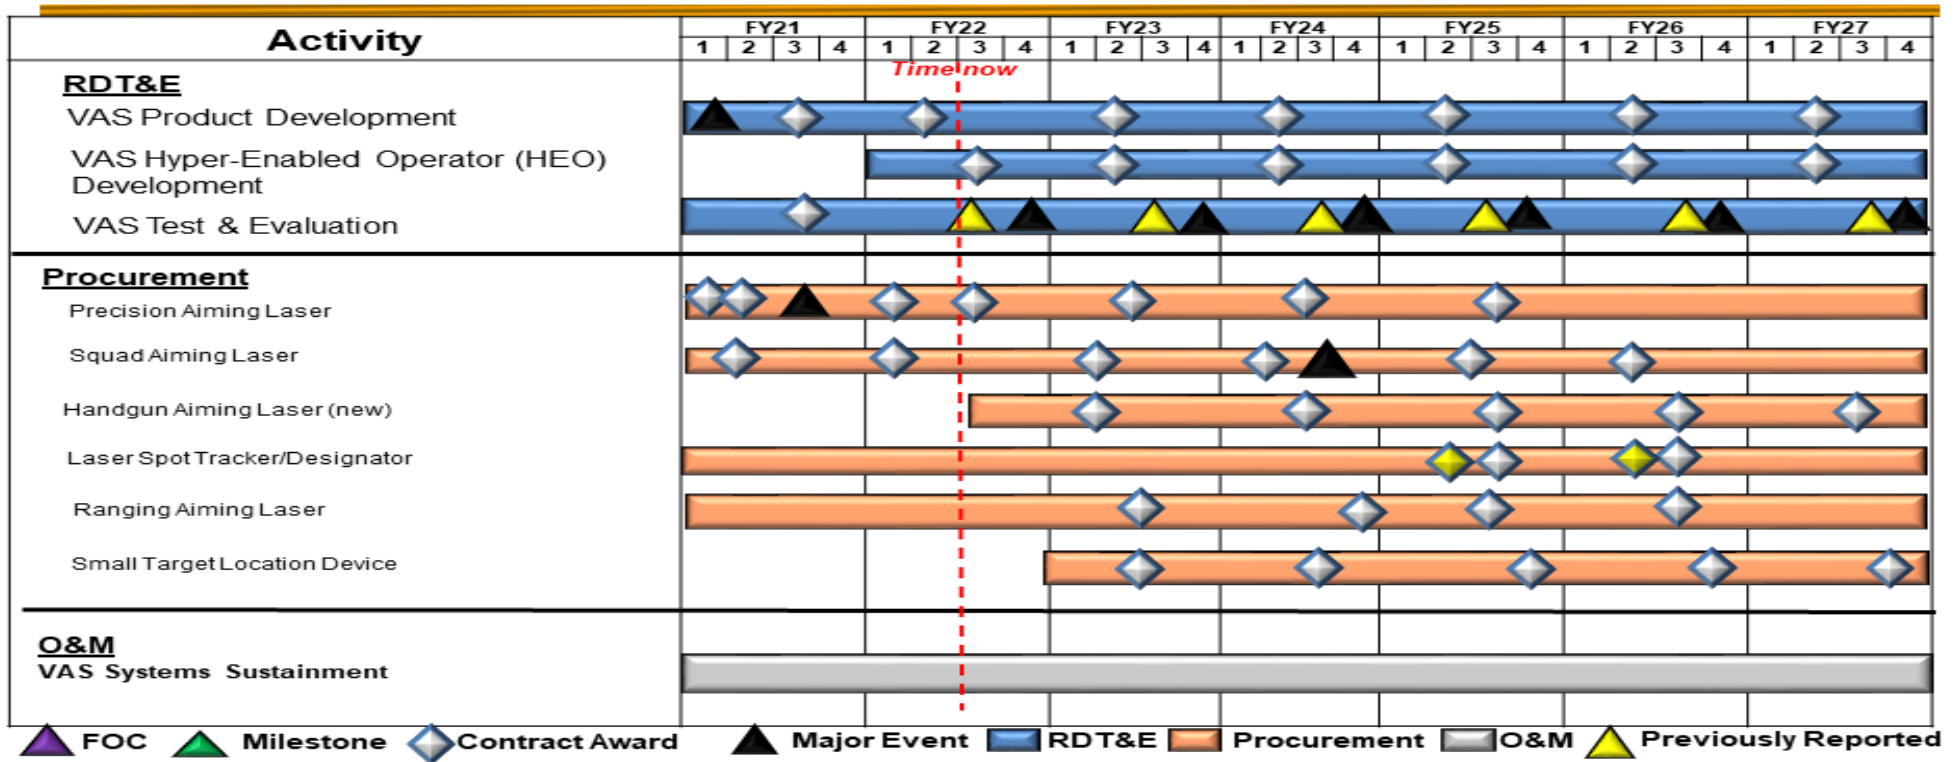 Activity
FY21 FY22 FY23 FY24 FY25 FY26 FY27
1 2 3 4 1 2 3 4 1 2 3 4 1 2 3 4 1 2 3 4 1 2 3 4 1 2 3 4
Time now
RDT&E
VAS Product Development
VAS Hyper-Enabled Operator (HEO)
Development
VAS Test & Evaluation
Procurement
Precision Aiming Laser
Squad Aiming Laser
Handgun Aiming Laser (new)
Laser Spot Tracker/Designator
Ranging Aiming Laser
Small Target Location Device
O&M
VAS Systems Sustainment
FOC Milestone Contract Award Major Event RDT&E Procurement O&M Previously Reported